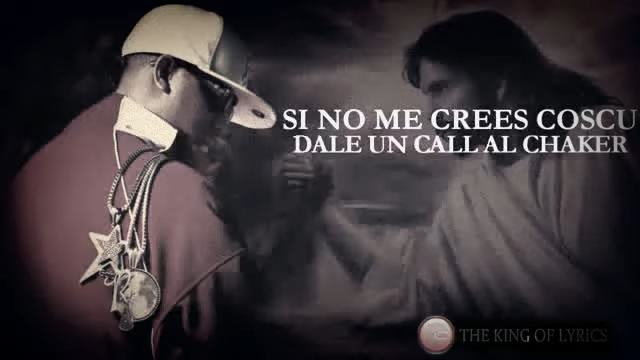 SI NO ME CREES COSCU
DALE UN CALL AL CHAKER
THE KING OF LYRICS